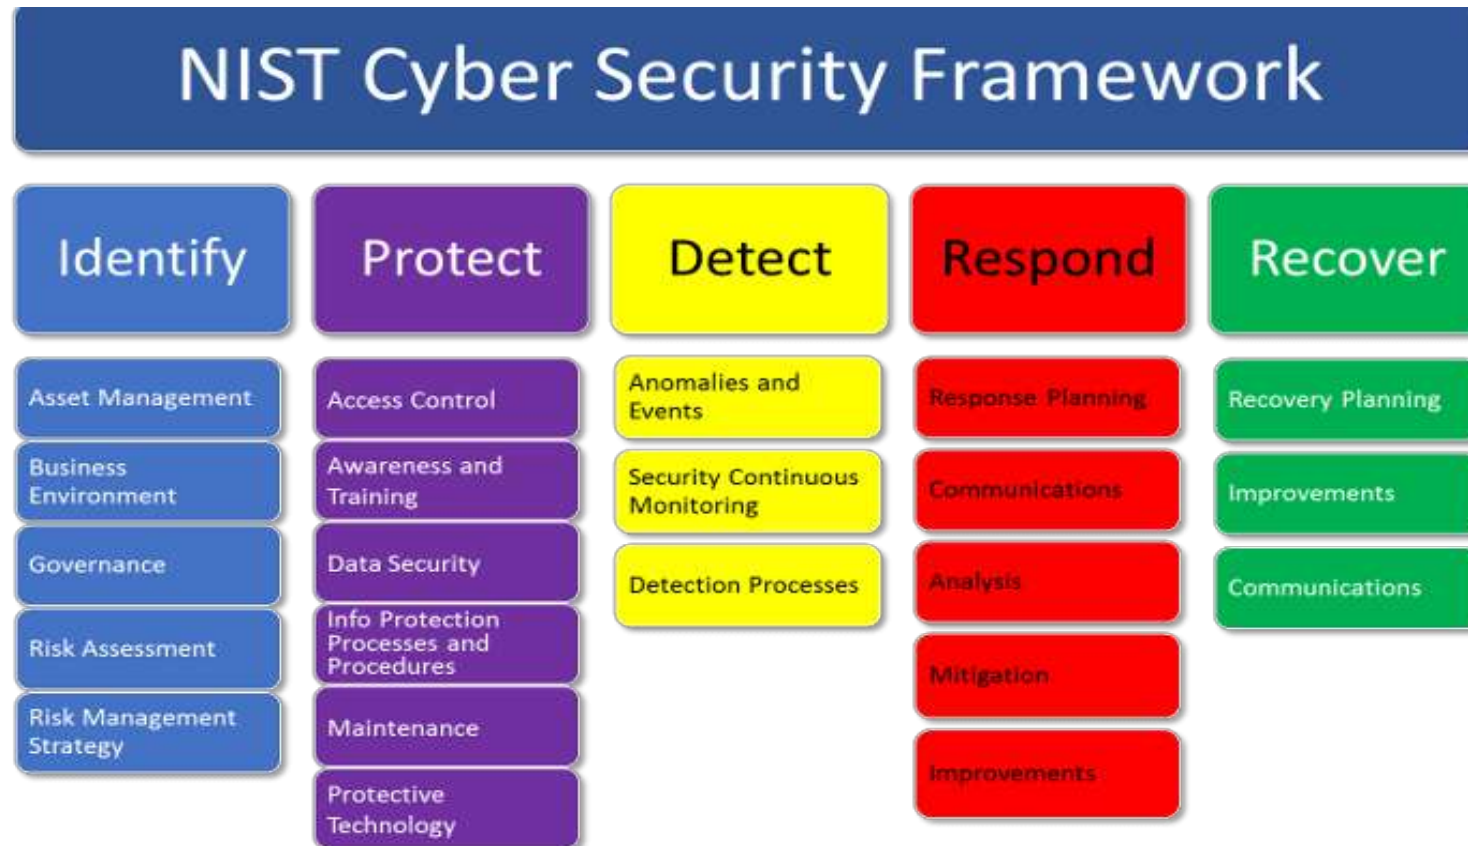 NIST Cyber Security Framework
Identify
Asset Management
Business
Environment
Governance
Risk Assessment
Risk Management
Strategy
Protect
Access Control
Awareness and
Training
Data Security
Info Protection
Processes and
Procedures
Maintenance
Protective
Technology
Detect
Anomalies and
Events
Security Continuous
Monitoring
Detection Processes
Respond
Response Planning
Communications
Analysis
Mitigation
Improvements
Recover
Recovery Planning
Improvements
Communications